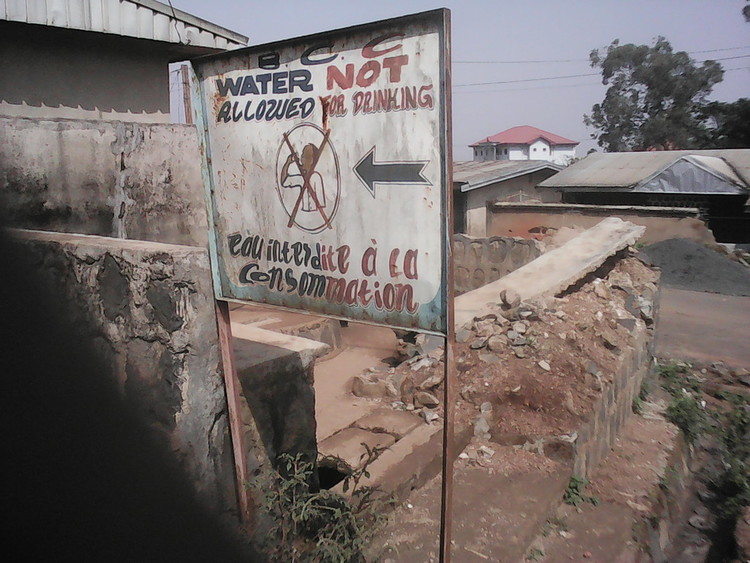 B C C
WATER NOT
ALLOWED FOR DRINKING
eau interdite à la
Consommation